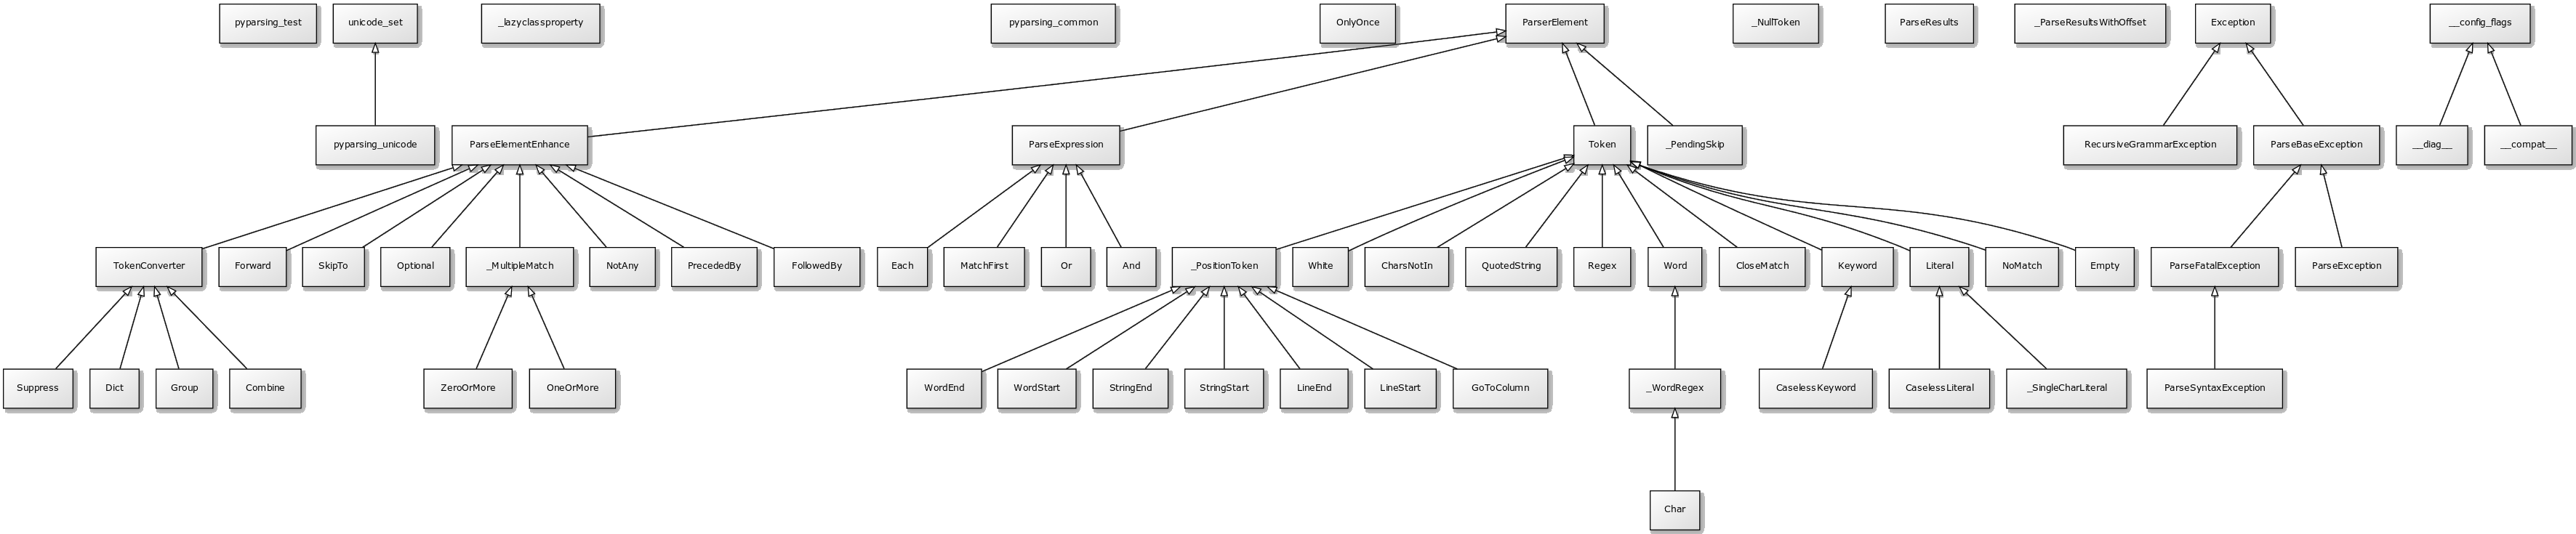 pyparsing_test
unicode_set
_lazyclassproperty
pyparsing_common
OnlyOnce
ParserElement
_NullToken
ParseResults
_ParseResultsWithOffset
Exception
__config_flags
pyparsing_unicode
ParseElementEnhance
ParseExpression
Token
_PendingSkip
RecursiveGrammarException
ParseBaseException
__diag__
__compat__
TokenConverter
Forward
SkipTo
Optional
_MultipleMatch
NotAny
PrecededBy
FollowedBy
Each
MatchFirst
Or
And
_PositionToken
White
CharsNotIn
QuotedString
Regex
Word
CloseMatch
Keyword
Literal
NoMatch
Empty
ParseFatalException
ParseException
Suppress
Dict
Group
Combine
ZeroOrMore
OneOrMore
WordEnd
WordStart
StringEnd
StringStart
LineEnd
LineStart
GoToColumn
_WordRegex
CaselessKeyword
CaselessLiteral
_SingleCharLiteral
ParseSyntaxException
Char